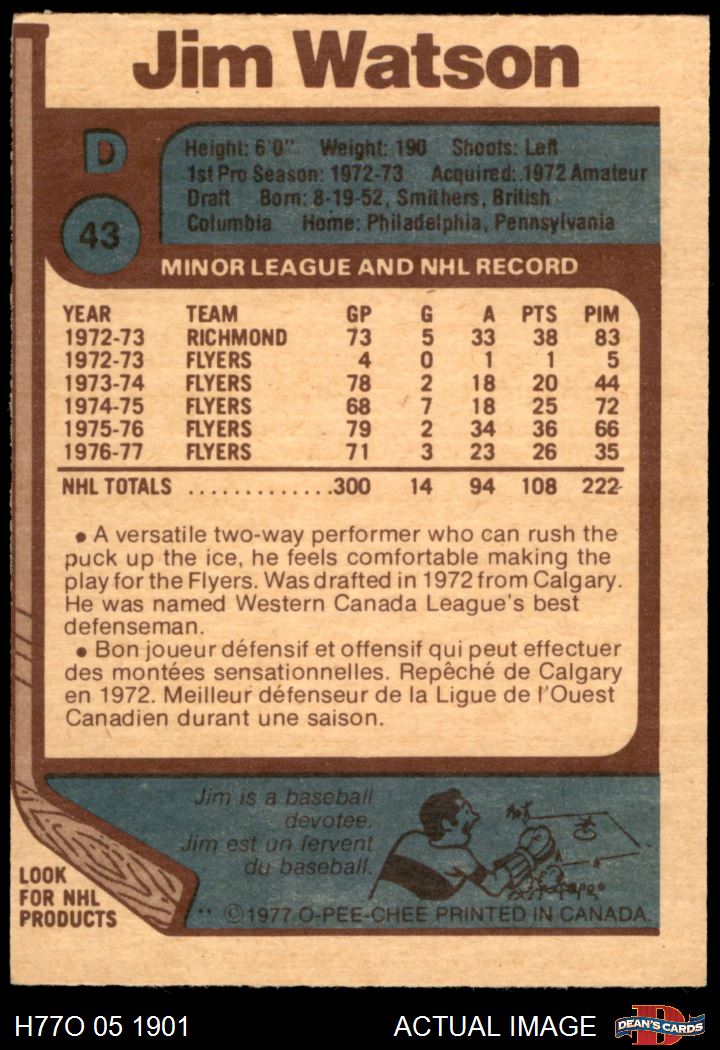 Jim Watson
D
43
Height: 6'0" Weight: 190 Shoots: Left
1st Pro Season: 1972-73 Acquired: 1972 Amateur
Draft Born: 8-19-52, Smithers, British
Columbia Home: Philadelphia, Pennsylvania
MINOR LEAGUE AND NHL RECORD
YEAR TEAM GP G A PTS PIM
1972-73 RICHMOND 73 5 33 38 83
1972-73 FLYERS 4 0 1 1 5
1973-74 FLYERS 78 2 18 20 44
1974-75 FLYERS 68 7 18 25 72
1975-76 FLYERS 79 2 34 36 66
1976-77 FLYERS 71 3 23 26 35
NHL TOTALS .............300 14 94 108 222
• A versatile two-way performer who can rush the
puck up the ice, he feels comfortable making the
play for the Flyers. Was drafted in 1972 from Calgary.
He was named Western Canada League's best
defenseman.
• Bon joueur défensif et offensif qui peut effectuer
des montées sensationnelles. Repêché de Calgary
en 1972. Meilleur défenseur de la Ligue de l'Ouest
Canadien durant une saison.
Jim is a baseball
devotee.
Jim est un fervent
du baseball.
LOOK
FOR NHL
PRODUCTS
** ©1977 O-PEE-CHEE PRINTED IN CANADA.
H77O 05 1901 ACTUAL IMAGE
D
DEAN'S CARDS